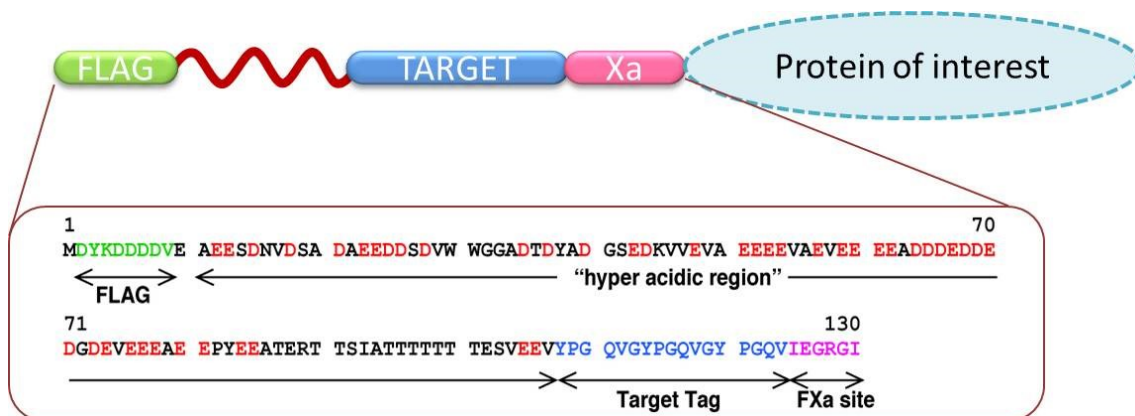 FLAG TARGET Xa Protein of interest
1 70
MDYKDDDDVE AEESDNVDSA DAEEDDSDVW WGGADTDYAD GSEDKVVEVA EEEEVAEVEE EEADDDEDDE
FLAG "hyper acidic region"
71 130
DGDEVEEEAE EPYEEATERT TSIATTTTTT TESVEEVYPG QVGYPGQVGY PGQVIEGRGI
Target Tag FXa site